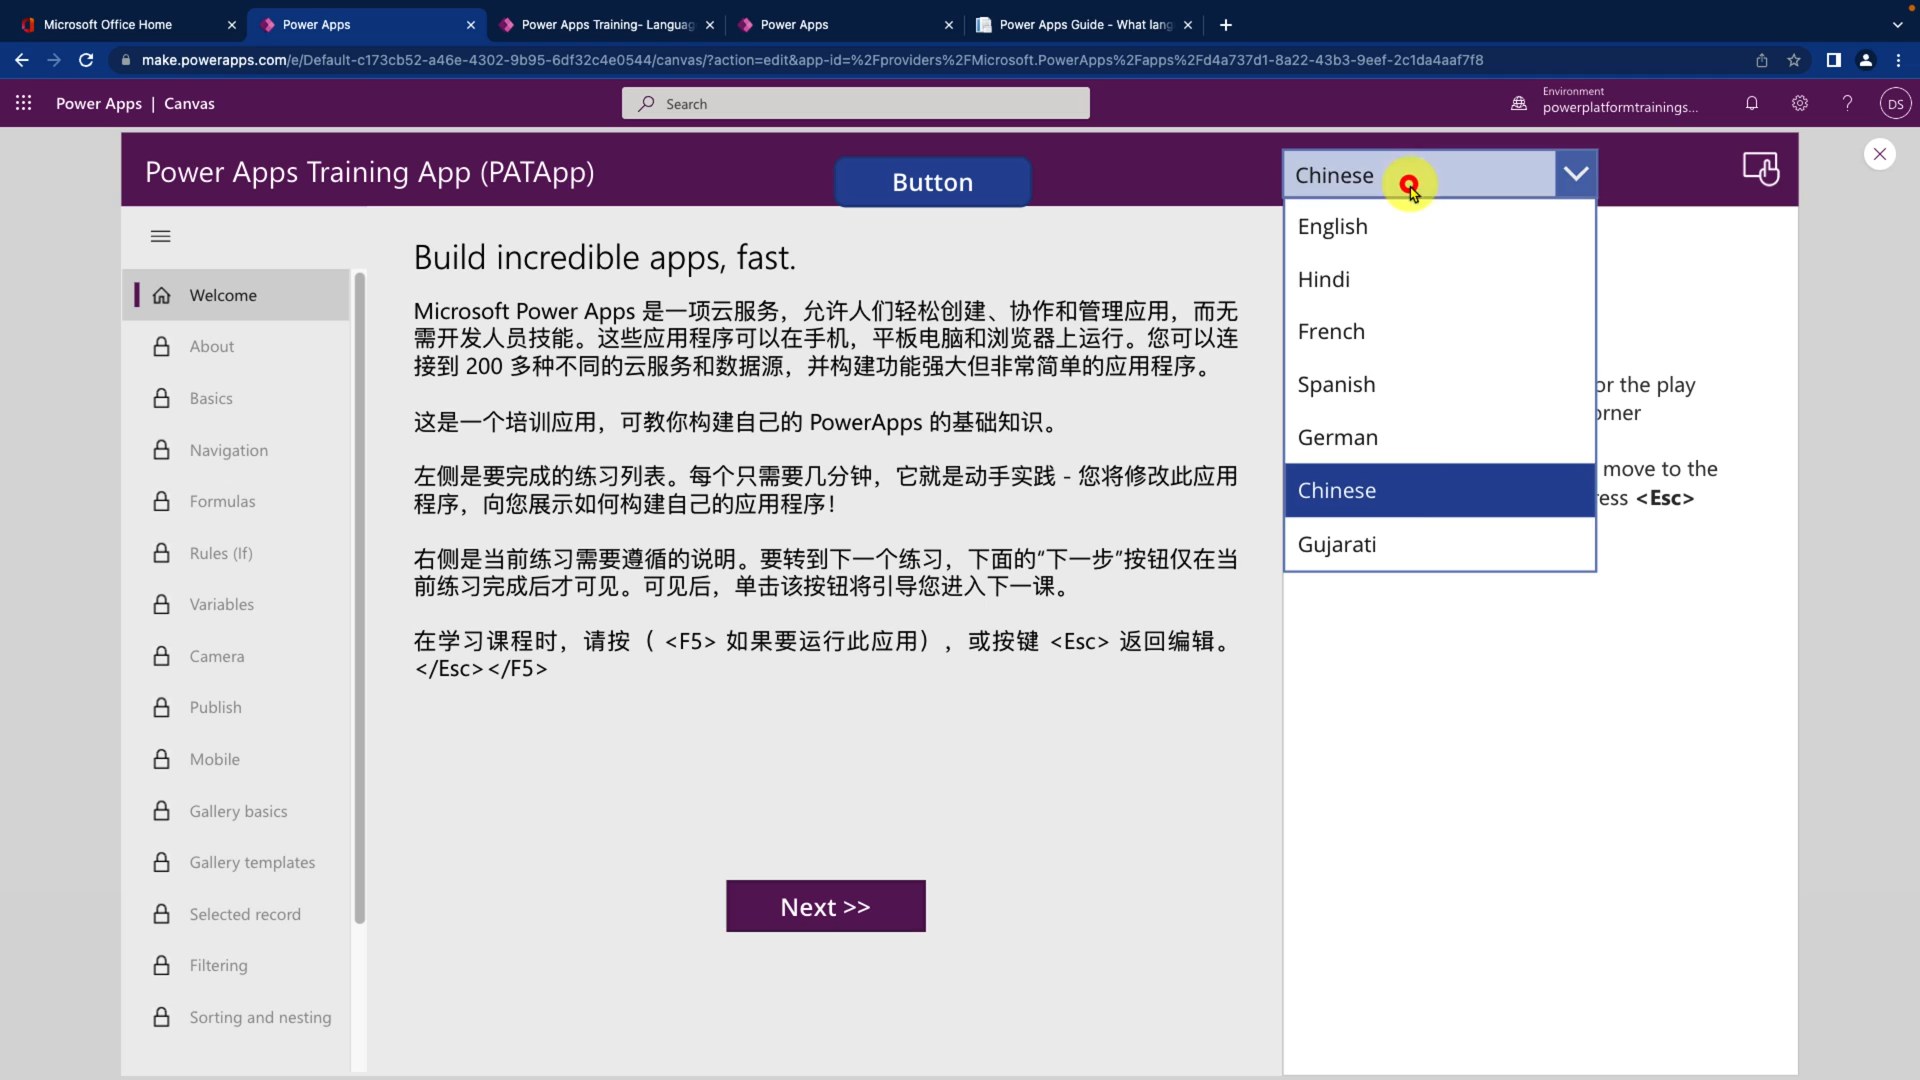 Microsoft Office Home
Power Apps
Power Apps Training- Languag
Power Apps
Power Apps Guide - What lang
make.powerapps.com/e/Default-c173cb52-a46e-4302-9b95-6df32c4e0544/canvas/?action=edit&app-id=%2Fproviders%2FMicrosoft.PowerApps%2Fapps%2Fd4a737d1-8a22-43b3-9eef-2c1da4aaf7f8
Power Apps | Canvas
Search
Environment
powerplatformtrainings...
?
DS
Power Apps Training App (PATApp)
Button
Chinese
English
Hindi
French
Spanish
German
Chinese
Gujarati
Welcome
About
Basics
Navigation
Formulas
Rules (If)
Variables
Camera
Publish
Mobile
Gallery basics
Gallery templates
Selected record
Filtering
Sorting and nesting
Build incredible apps, fast.
Microsoft Power Apps 是一项云服务，允许人们轻松创建、协作和管理应用，而无
需开发人员技能。这些应用程序可以在手机，平板电脑和浏览器上运行。您可以连
接到 200 多种不同的云服务和数据源，并构建功能强大但非常简单的应用程序。
这是一个培训应用，可教你构建自己的 PowerApps 的基础知识。
左侧是要完成的练习列表。每个只需要几分钟，它就是动手实践 - 您将修改此应用
程序，向您展示如何构建自己的应用程序！
右侧是当前练习需要遵循的说明。要转到下一个练习，下面的“下一步”按钮仅在当
前练习完成后才可见。可见后，单击该按钮将引导您进入下一课。
在学习课程时，请按（ <F5> 如果要运行此应用），或按键 <Esc> 返回编辑。
</Esc></F5>
Next >>
or the play
orner
move to the
ess <Esc>